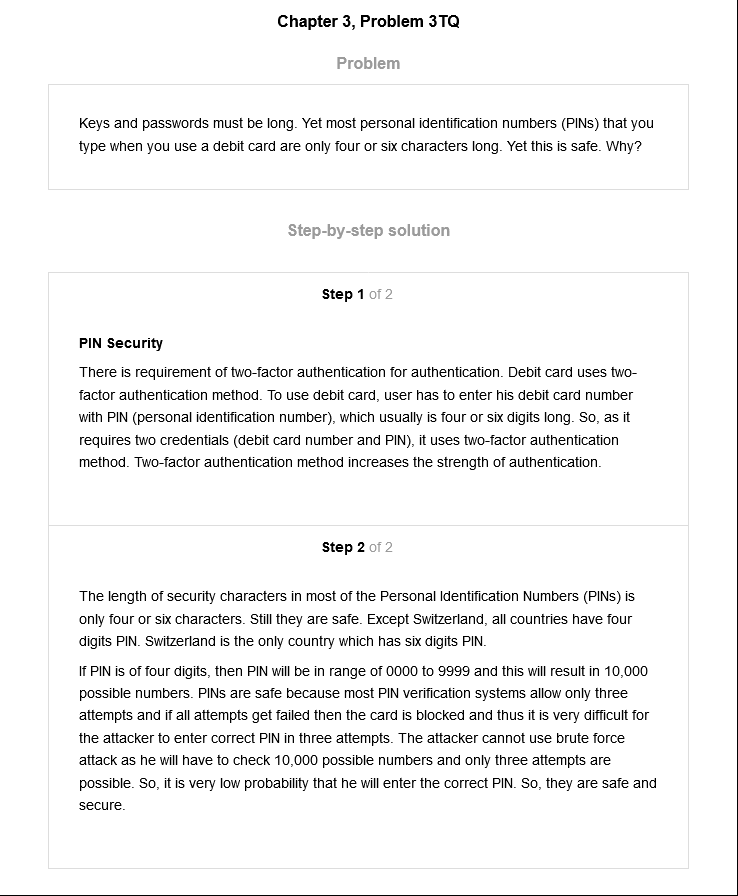 Chapter 3, Problem 3TQ
Problem
Keys and passwords must be long. Yet most personal identification numbers (PINs) that you
type when you use a debit card are only four or six characters long. Yet this is safe. Why?
Step-by-step solution
Step 1 of 2
PIN Security
There is requirement of two-factor authentication for authentication. Debit card uses two-
factor authentication method. To use debit card, user has to enter his debit card number
with PIN (personal identification number), which usually is four or six digits long. So, as it
requires two credentials (debit card number and PIN), it uses two-factor authentication
method. Two-factor authentication method increases the strength of authentication.
Step 2 of 2
The length of security characters in most of the Personal Identification Numbers (PINs) is
only four or six characters. Still they are safe. Except Switzerland, all countries have four
digits PIN. Switzerland is the only country which has six digits PIN.
If PIN is of four digits, then PIN will be in range of 0000 to 9999 and this will result in 10,000
possible numbers. PINs are safe because most PIN verification systems allow only three
attempts and if all attempts get failed then the card is blocked and thus it is very difficult for
the attacker to enter correct PIN in three attempts. The attacker cannot use brute force
attack as he will have to check 10,000 possible numbers and only three attempts are
possible. So, it is very low probability that he will enter the correct PIN. So, they are safe and
secure.